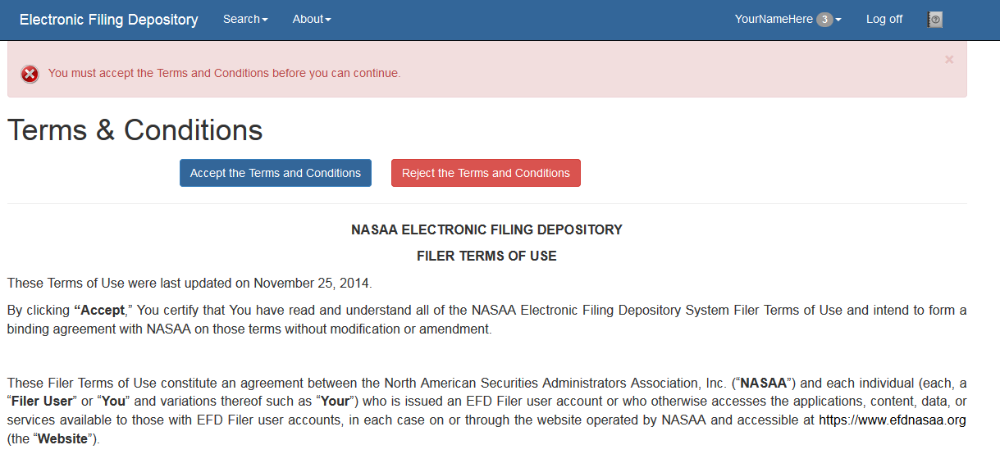 Electronic Filing Depository Search About YourNameHere 3 Log off
×
You must accept the Terms and Conditions before you can continue.
Terms & Conditions
Accept the Terms and Conditions Reject the Terms and Conditions
NASAA ELECTRONIC FILING DEPOSITORY
FILER TERMS OF USE
These Terms of Use were last updated on November 25, 2014.
By clicking “Accept,” You certify that You have read and understand all of the NASAA Electronic Filing Depository System Filer Terms of Use and intend to form a
binding agreement with NASAA on those terms without modification or amendment.
These Filer Terms of Use constitute an agreement between the North American Securities Administrators Association, Inc. (“NASAA”) and each individual (each, a
“Filer User” or “You” and variations thereof such as “Your”) who is issued an EFD Filer user account or who otherwise accesses the applications, content, data, or
services available to those with EFD Filer user accounts, in each case on or through the website operated by NASAA and accessible at https://www.efdnasaa.org
(the “Website”).